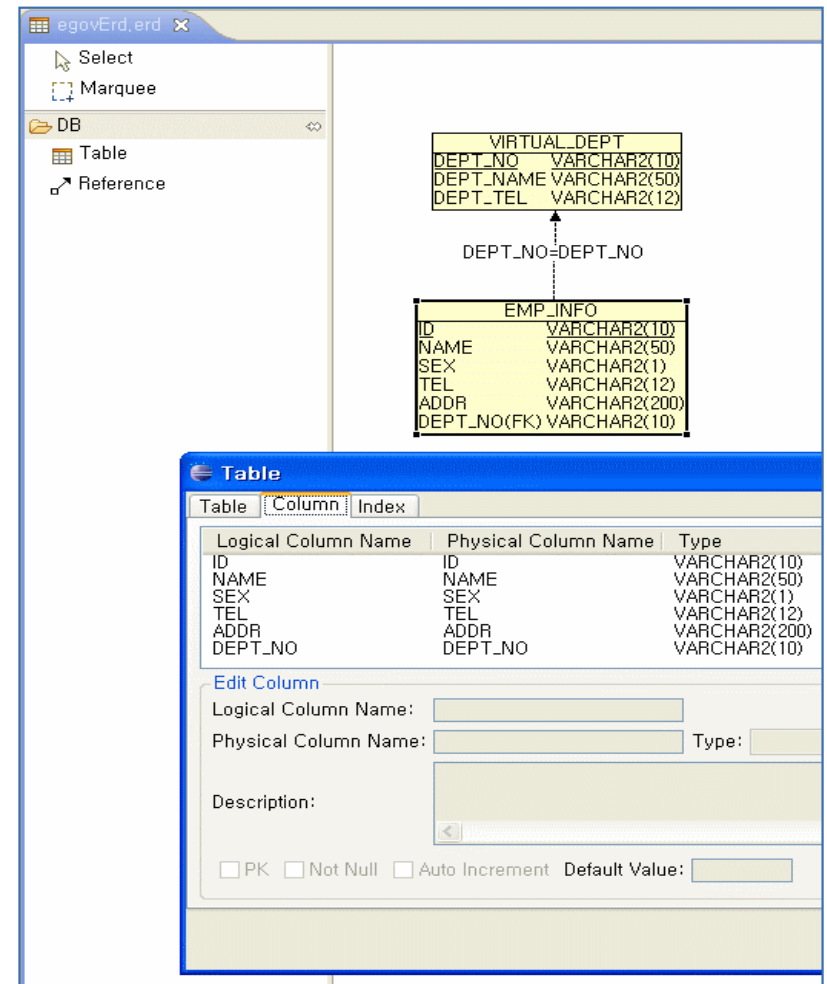 egovErd,erd
Select
Marquee
DB
Table
Reference
VIRTUAL_DEPT
DEPT_NO VARCHAR2(10)
DEPT_NAME VARCHAR2(50)
DEPT_TEL VARCHAR2(12)
DEPT_NO=DEPT_NO
EMP_INFO
ID VARCHAR2(10)
NAME VARCHAR2(50)
SEX VARCHAR2(1)
TEL VARCHAR2(12)
ADDR VARCHAR2(200)
DEPT_NO(FK) VARCHAR2(10)
Table
Table Column Index
Logical Column Name Physical Column Name Type
ID ID VARCHAR2(10)
NAME NAME VARCHAR2(50)
SEX SEX VARCHAR2(1)
TEL TEL VARCHAR2(12)
ADDR ADDR VARCHAR2(200)
DEPT_NO DEPT_NO VARCHAR2(10)
Edit Column
Logical Column Name:
Physical Column Name: Type:
Description:
PK Not Null Auto Increment Default Value: